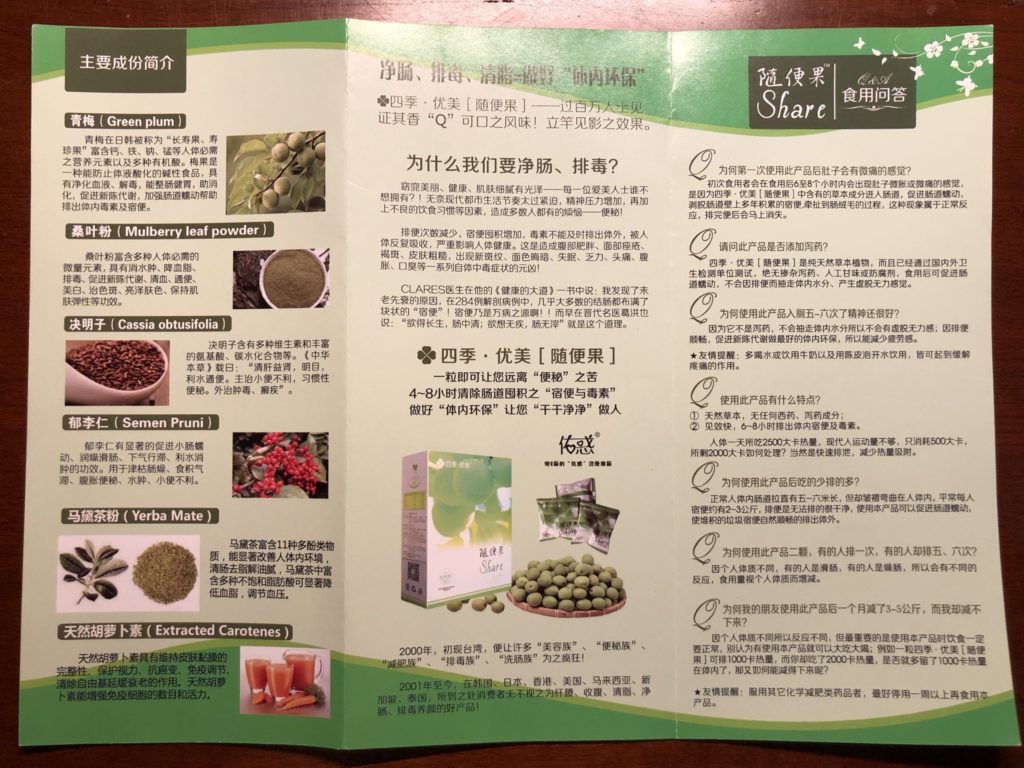 主要成份简介
青梅（Green plum）
青梅在日韩被称为“长寿果、寿
珍果”富含钙、铁、钠、锰等人体必需
之营养元素以及多种有机酸。梅果是
一种能防止体液酸化的碱性食品，具
有净化血液、解毒，能整肠健胃，助消
化，促进新陈代谢，加强肠道蠕动帮助
排出体内毒素及宿便。
桑叶粉（Mulberry leaf powder）
桑叶粉富含多种人体必需的
微量元素，具有消水肿、降血脂、
排毒、促进新陈代谢、清血、通便、
美白、治色斑、亮泽肤色、保持肌
肤弹性等功效。
决明子（Cassia obtusifolia）
决明子含有多种维生素和丰富
的氨基酸、碳水化合物等。《中华
本草》载曰：“清肝益肾，明目，
利水通便。主治小便不利，习惯性
便秘。外治肿毒、癣疾”。
郁李仁（Semen Pruni）
郁李仁有显著的促进小肠蠕
动、润燥滑肠、下气行滞、利水消
肿的功效。用于津枯肠燥、食积气
滞、腹胀便秘、水肿、小便不利。
马黛茶粉（Yerba Mate）
马黛茶富含11种多酚类物
质，能显著改善人体内环境，
清肠去脂解油腻，马黛茶中富
含多种不饱和脂肪酸可显著降
低血脂，调节血压。
天然胡萝卜素（Extracted Carotenes）
天然胡萝卜素具有维持皮肤黏膜的
完整性、保护视力、抗癌变、免疫调节、
清除自由基延缓衰老的作用。天然胡萝
卜素能增强免疫细胞的数目和活力。
净肠、排毒、清脂=做好“体内环保”
四季·优美［随便果］——过百万人士见
证其香“Q”可口之风味！立竿见影之效果。
为什么我们要净肠、排毒？
窈窕美丽、健康、肌肤细腻有光泽——每一位爱美人士谁不
想拥有？！无奈现代都市生活节奏太过紧迫，精神压力增加，再加
上不良的饮食习惯等因素，造成多数人都有的烦恼——便秘！
排便次数减少，宿便囤积增加，毒素不能及时排出体外，被人
体反复吸收，严重影响人体健康。这是造成腹部肥胖、面部痤疮、
褐斑、皮肤粗糙，出现斑纹、面色晦暗、失眠、乏力、头痛、腹
胀、口臭等一系列自体中毒症状的元凶！
CLARES医生在他的《健康的大道》一书中说：我发现了未
老先衰的原因，在284例解剖病例中，几乎大多数的结肠都布满了
块状的“宿便”！宿便乃是万病之源啊！！而早在晋代名医葛洪也
说：“欲得长生，肠中清；欲想无疾，肠无滓”就是这个道理。
四季·优美［随便果］
一粒即可让您远离“便秘”之苦
4~8小时清除肠道囤积之“宿便与毒素”
做好“体内环保”让您“干干净净”做人
佑惑
四季·优美
随便果
Share
2000年，初现台湾，便让许多“美容族”、“便秘族”、
“减肥族”、“排毒族”、“洗肠族”为之疯狂！
2001年至今，在韩国、日本、香港、美国、马来西亚、新
加坡、泰国，所到之处消费者无不视之为纤腰、收腹、清脂、净
肠、排毒养颜的好产品！
随便果™
Share
Q&A
食用问答
Q 为何第一次使用此产品后肚子会有微痛的感觉？
初次食用者会在食用后6至8个小时内会出现肚子微胀或微痛的感觉，
是因为四季·优美［随便果］中含有的草本成分进入肠道，促进肠道蠕动，
剥脱肠道壁上多年积累的宿便,牵扯到肠绒毛的过程，这种现象属于正常反
应，排完便后会马上消失。
Q 请问此产品是否添加泻药？
四季·优美［随便果］是纯天然草本植物，而且已经通过国内外卫
生检测单位测试，绝无掺杂泻药、人工甘味或防腐剂，食用后可促进肠
道蠕动，不会因排便而抽走体内水分、产生虚脱无力感觉。
Q 为何使用此产品入厕五~六次了精神还很好？
因为它不是泻药，不会抽走体内水分所以不会有虚脱无力感；因排便
顺畅，促进新陈代谢做最好的体内环保，所以能减少疲劳感。
★友情提醒：多喝水或饮用牛奶以及用陈皮泡开水饮用，皆可起到缓解
疼痛的作用。
Q 使用此产品有什么特点？
① 天然草本，无任何西药、泻药成分；
② 见效快，6~8小时排出体内宿便及毒素。
人体一天所吃2500大卡热量，现代人运动量不够，只消耗500大卡，
所剩2000大卡如何处理？当然是快速排泄，减少热量吸附。
Q 为何使用此产品后吃的少排的多？
正常人体内肠道拉直有五~六米长，但却皱褶弯曲在人体内，平常每人
宿便约有2~3公斤，排便是无法排的很干净，使用本产品可以促进肠道蠕动，
使堆积的垃圾宿便自然顺畅的排出体外。
Q 为何使用此产品二颗，有的人排一次，有的人却排五、六次？
因个人体质不同，有的人是滑肠，有的人是燥肠，所以会有不同的
反应，食用量视个人体质而增减。
Q 为何我的朋友使用此产品后一个月减了3~5公斤，而我却减不
下来？
因个人体质不同所以反应不同，但最重要的是使用本产品时饮食一定
要正常，别认为有使用本产品就可以大吃大喝；例如一粒四季·优美［随便
果］可排1000卡热量，而你却吃了2000卡热量，是否就多留了1000卡热量
在体内了，那又如何能减得下来呢？
★友情提醒：服用其它化学减肥类药品者，最好停用一周以上再食用本
产品。